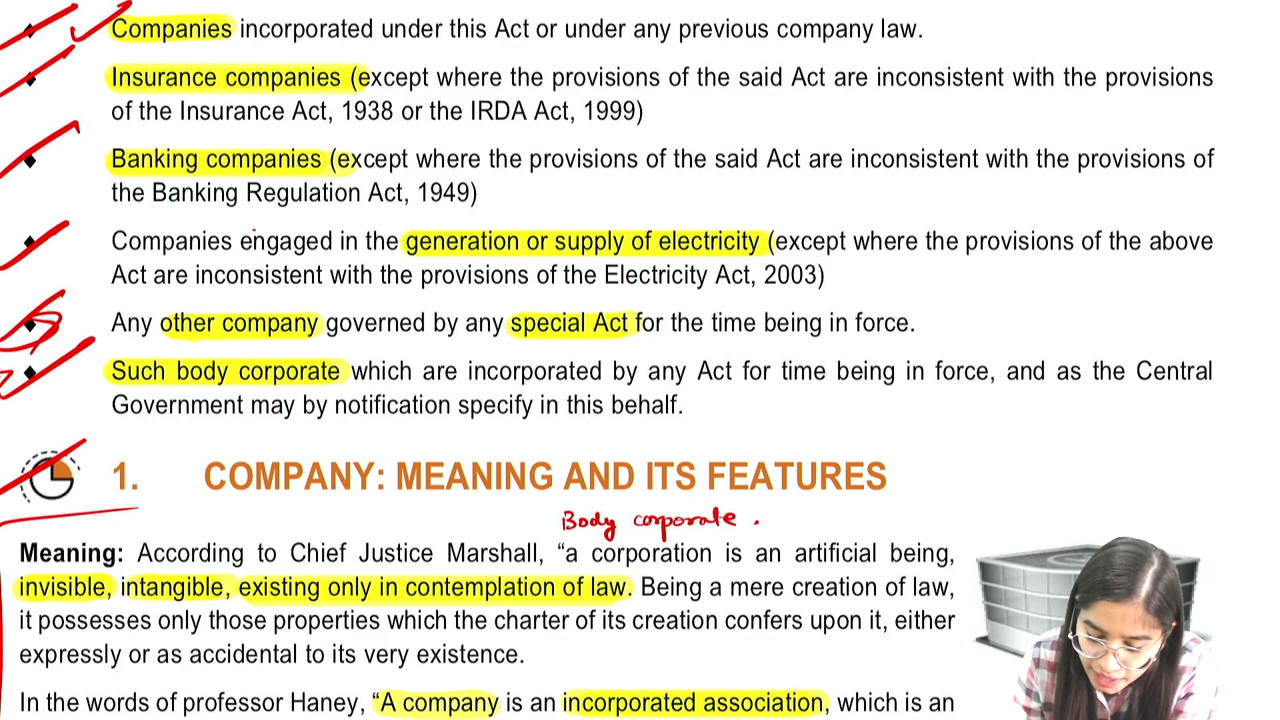 Companies incorporated under this Act or under any previous company law.
Insurance companies (except where the provisions of the said Act are inconsistent with the provisions
of the Insurance Act, 1938 or the IRDA Act, 1999)
Banking companies (except where the provisions of the said Act are inconsistent with the provisions of
the Banking Regulation Act, 1949)
Companies engaged in the generation or supply of electricity (except where the provisions of the above
Act are inconsistent with the provisions of the Electricity Act, 2003)
Any other company governed by any special Act for the time being in force.
Such body corporate which are incorporated by any Act for time being in force, and as the Central
Government may by notification specify in this behalf.
1. COMPANY: MEANING AND ITS FEATURES
Body corporate.
Meaning: According to Chief Justice Marshall, “a corporation is an artificial being,
invisible, intangible, existing only in contemplation of law. Being a mere creation of law,
it possesses only those properties which the charter of its creation confers upon it, either
expressly or as accidental to its very existence.
In the words of professor Haney, “A company is an incorporated association, which is an